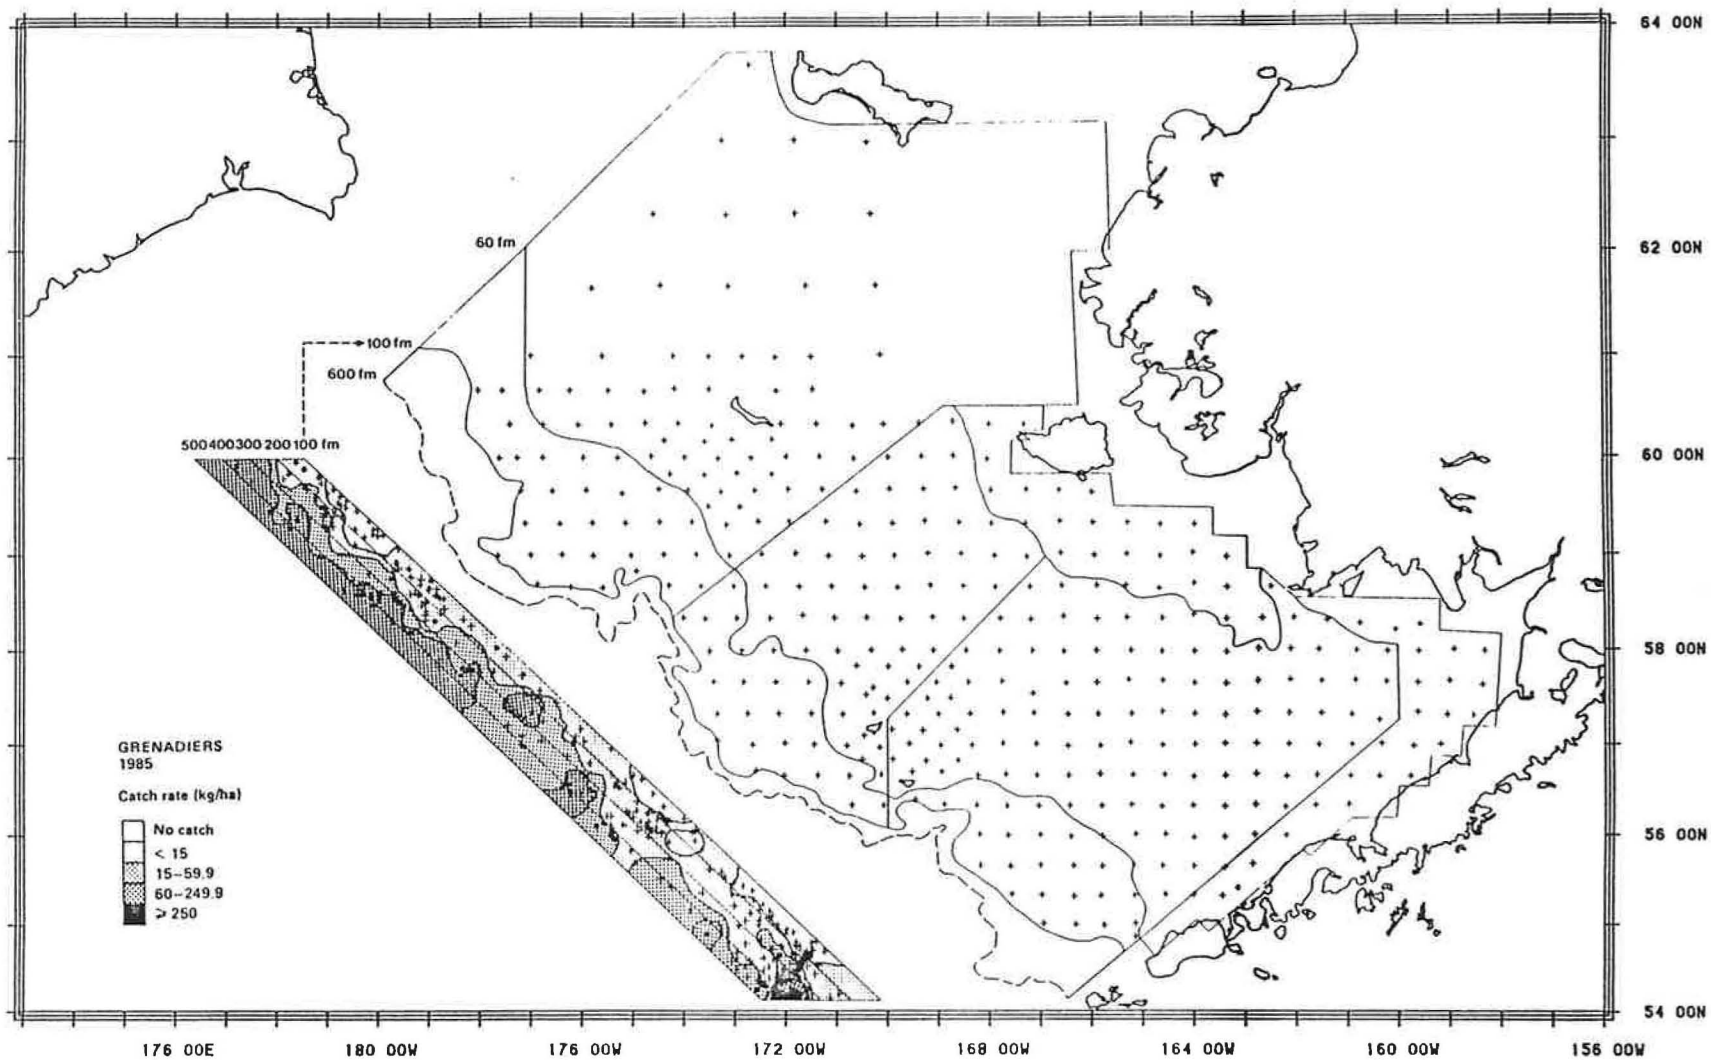 64 00N
60 fm
62 00N
100 fm
600 fm
500 400 300 200 100 fm
60 00N
58 00N
GRENADIERS
1985
Catch rate (kg/ha)
No catch
< 15
15-59.9
60-249.9
≥ 250
56 00N
54 00N
176 00E 180 00W 176 00W 172 00W 168 00W 164 00W 160 00W 156 00W